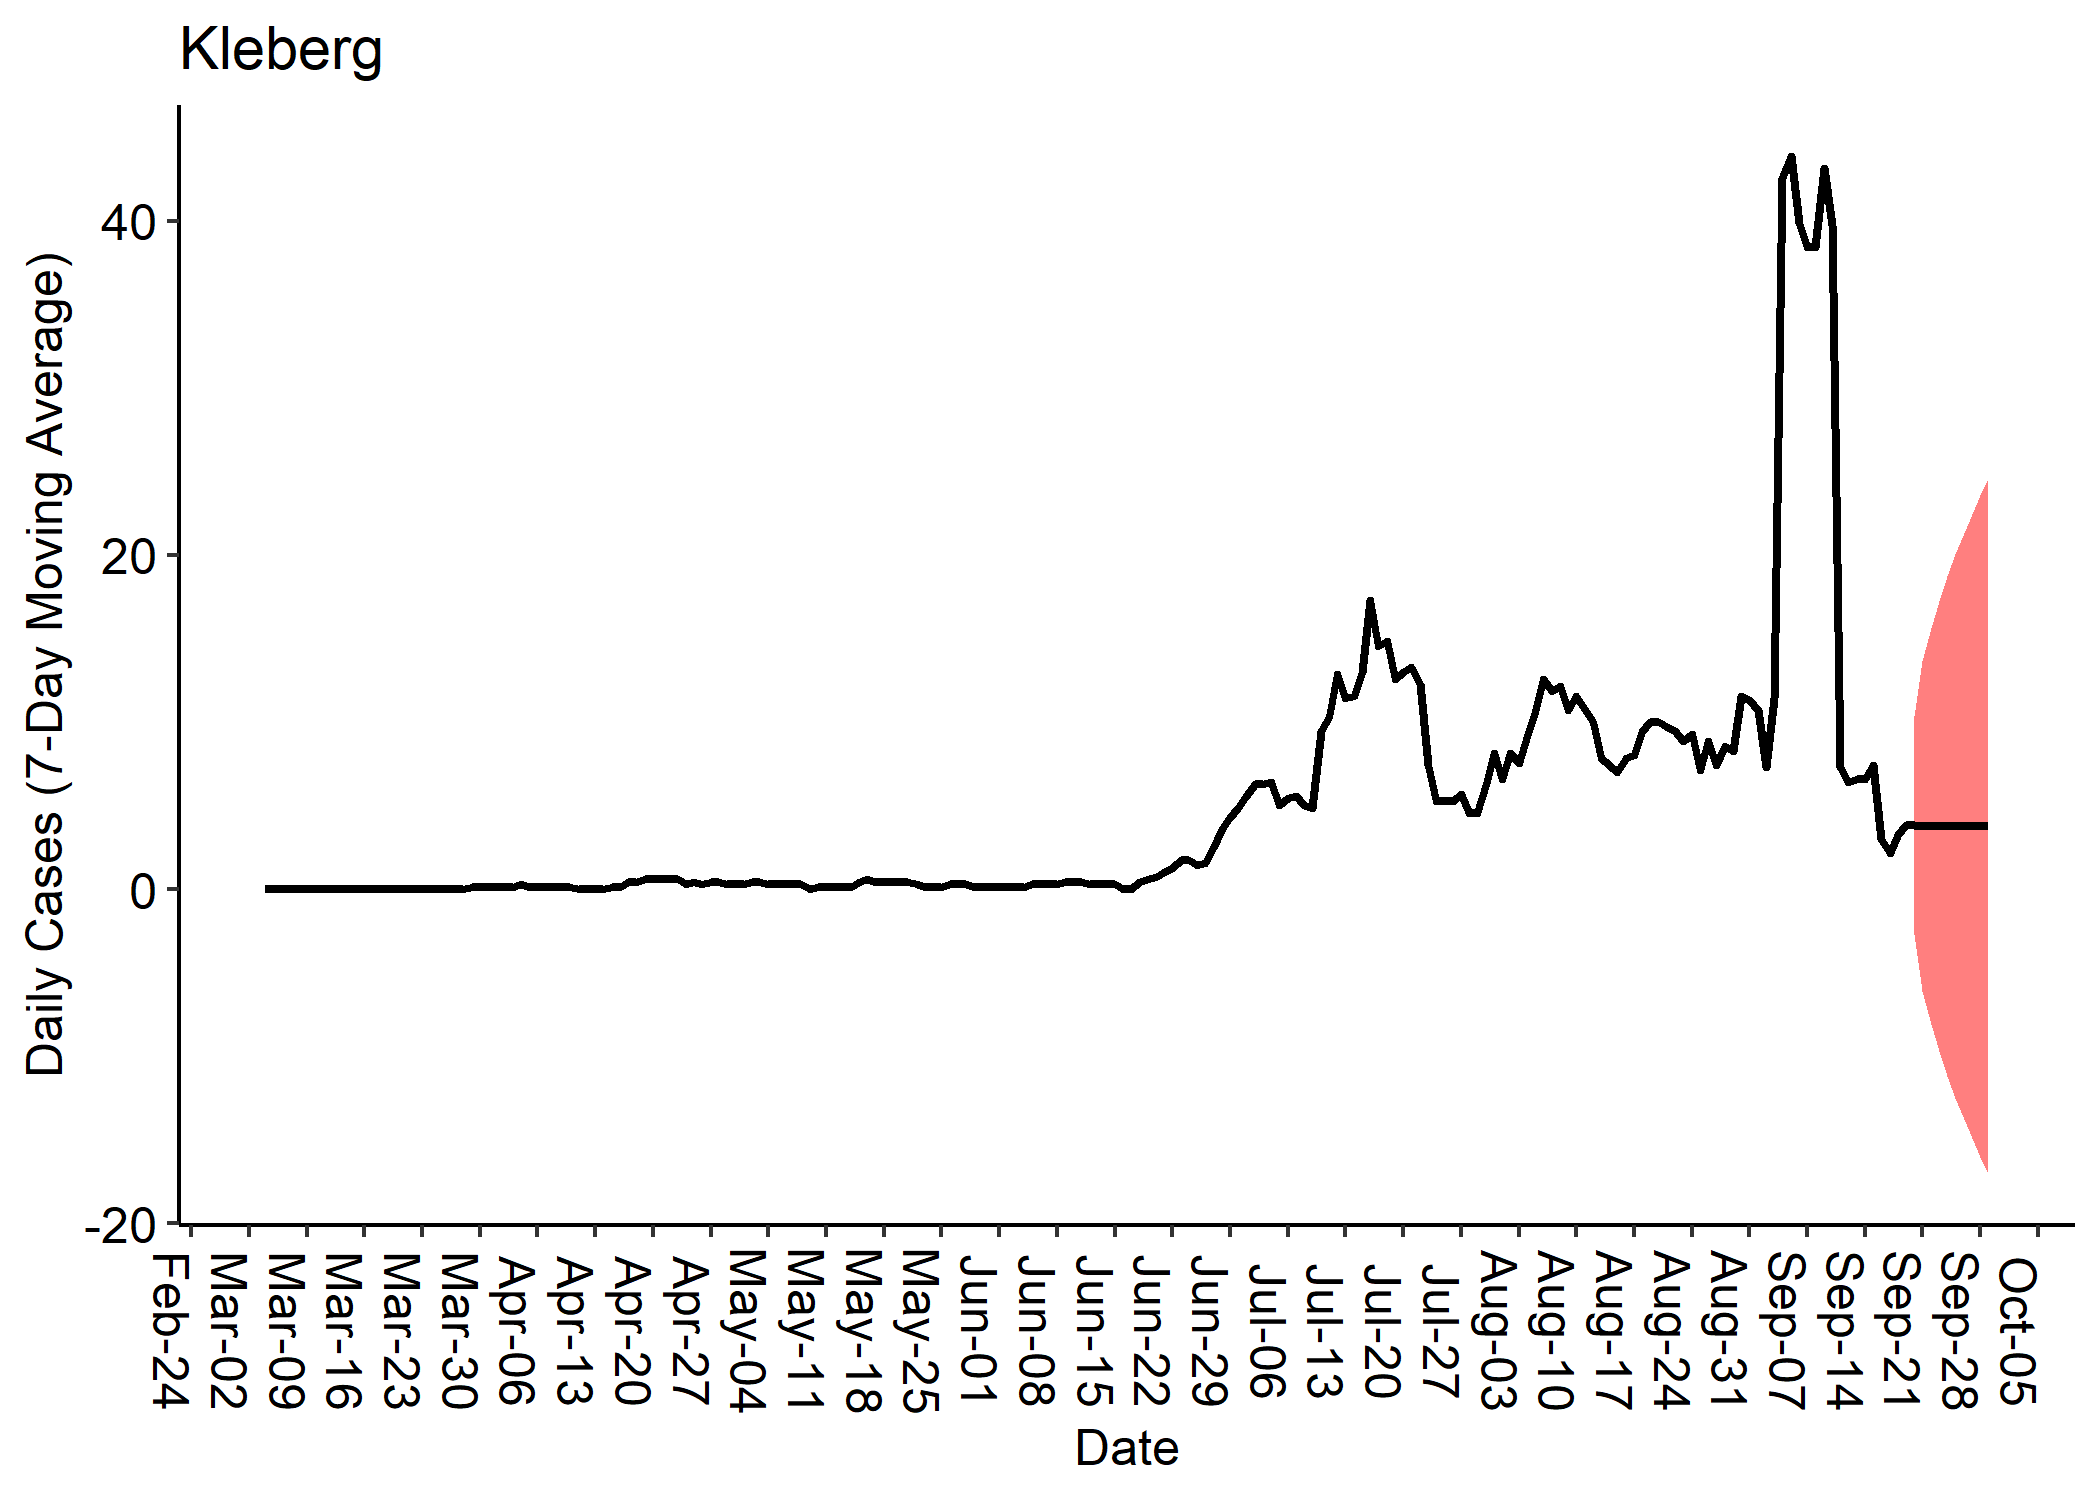 Kleberg
Daily Cases (7-Day Moving Average)
40
20
0
-20
Feb-24
Mar-02
Mar-09
Mar-16
Mar-23
Mar-30
Apr-06
Apr-13
Apr-20
Apr-27
May-04
May-11
May-18
May-25
Jun-01
Jun-08
Jun-15
Jun-22
Jun-29
Jul-06
Jul-13
Jul-20
Jul-27
Aug-03
Aug-10
Aug-17
Aug-24
Aug-31
Sep-07
Sep-14
Sep-21
Sep-28
Oct-05
Date